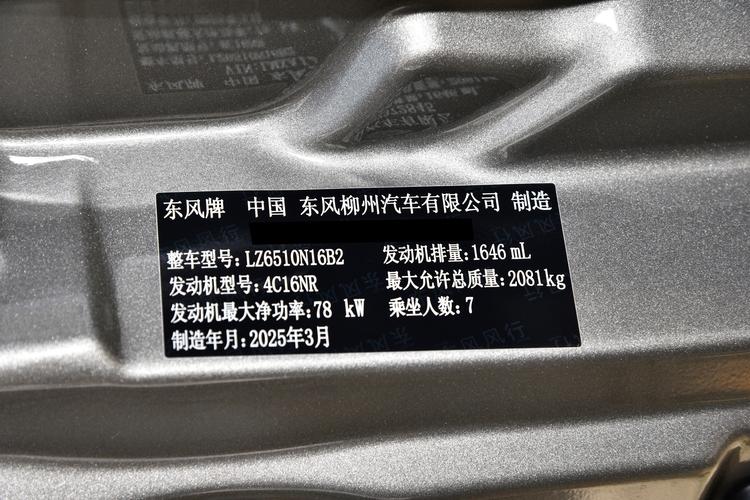 东风牌 中国 东风柳州汽车有限公司 制造
整车型号:LZ6510N16B2 发动机排量:1646 mL
发动机型号:4C16NR 最大允许总质量:2081kg
发动机最大净功率:78 kW 乘坐人数:7
制造年月:2025年3月